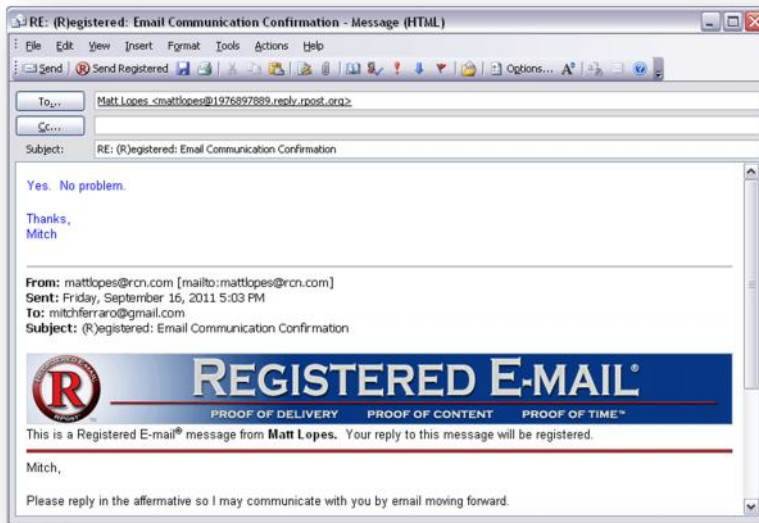 RE: (R)egistered: Email Communication Confirmation - Message (HTML)
File Edit View Insert Format Tools Actions Help
Send Send Registered Options...
To... Matt Lopes <mattlopes@1976897889.reply.rpost.org>
Cc...
Subject: RE: (R)egistered: Email Communication Confirmation
Yes. No problem.
Thanks,
Mitch
From: mattlopes@rcn.com [mailto:mattlopes@rcn.com]
Sent: Friday, September 16, 2011 5:03 PM
To: mitchferraro@gmail.com
Subject: (R)egistered: Email Communication Confirmation
REGISTERED E-MAIL®
PROOF OF DELIVERY PROOF OF CONTENT PROOF OF TIME™
This is a Registered E-mail® message from Matt Lopes. Your reply to this message will be registered.
Mitch,
Please reply in the affermative so I may communicate with you by email moving forward.